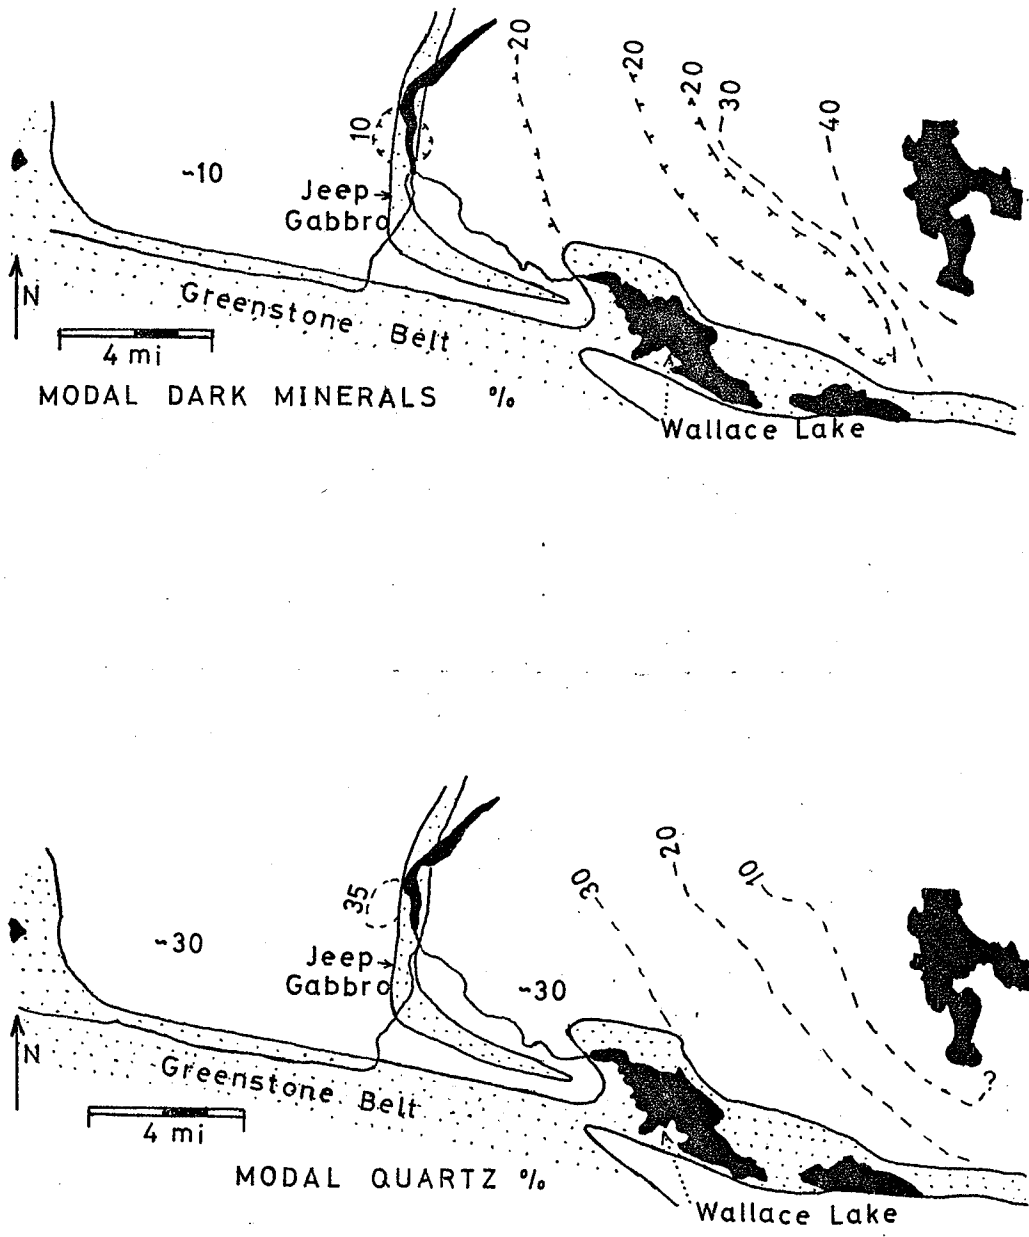 20
20
20
30
40
10
~10
Jeep
Gabbro
N
Greenstone Belt
4 mi
MODAL DARK MINERALS %
Wallace Lake
20
10
30
35
~30
Jeep
Gabbro
~30
N
Greenstone Belt
?
4 mi
MODAL QUARTZ %
Wallace Lake